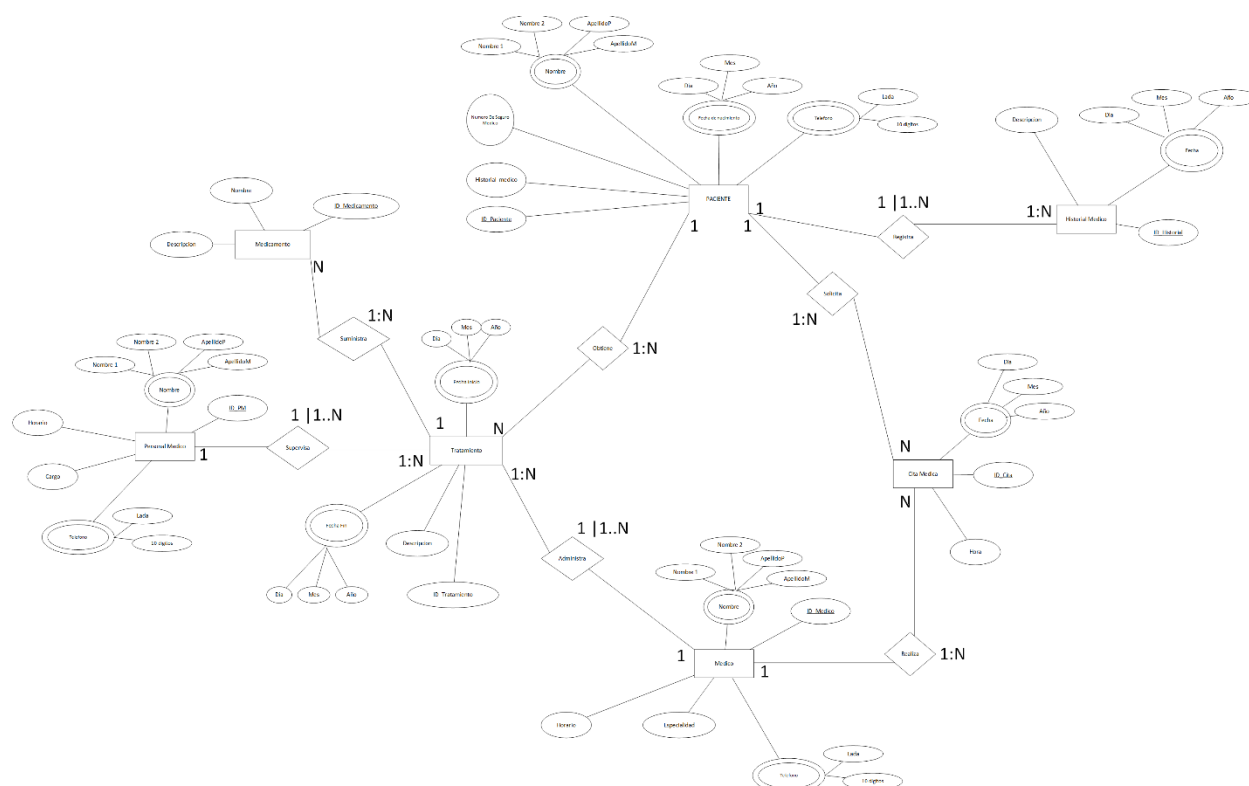 Nombre 2
ApellidoP
Nombre 1
ApellidoM
Nombre
Mes
Dia
Año
Fecha de nacimiento
Lada
Telefono
10 digitos
Mes
Año
Dia
Descripcion
Fecha
Numero De Seguro
Medico
Historial medico
ID_Paciente
PACIENTE
1
1
1
1 |1..N
1:N
Registra
Historial Medico
ID_Historial
Nombre
ID_Medicamento
Descripcion
Medicamento
N
1:N
Suministra
Solicita
1:N
Obtiene
1:N
Mes
Dia
Año
Fecha Inicio
Nombre 2
ApellidoP
Nombre 1
ApellidoM
Nombre
ID_PM
Horario
Personal Medico
1
1 |1..N
Supervisa
Cargo
Lada
Telefono
10 digitos
1
N
Tratamiento
1:N
1:N
Fecha Fin
Descripcion
ID_Tratamiento
Dia
Mes
Año
1 |1..N
Administra
Dia
Mes
Fecha
Año
N
Cita Medica
ID_Cita
N
Hora
Nombre 2
ApellidoP
Nombre 1
ApellidoM
Nombre
ID_Medico
1
Medico
1
Realiza
1:N
Horario
Especialidad
Lada
Telefono
10 digitos